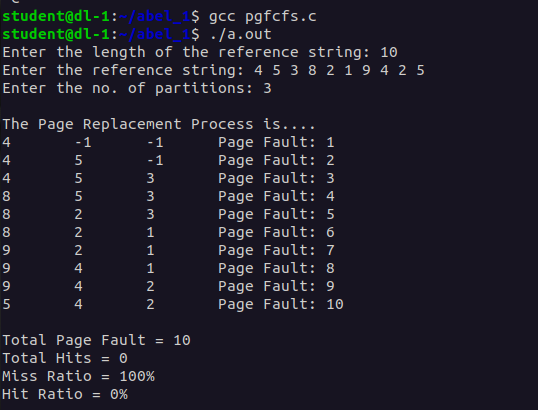 student@dl-1:~/abel_1$ gcc pgfcfs.c
student@dl-1:~/abel_1$ ./a.out
Enter the length of the reference string: 10
Enter the reference string: 4 5 3 8 2 1 9 4 2 5
Enter the no. of partitions: 3
The Page Replacement Process is....
4 -1 -1 Page Fault: 1
4 5 -1 Page Fault: 2
4 5 3 Page Fault: 3
8 5 3 Page Fault: 4
8 2 3 Page Fault: 5
8 2 1 Page Fault: 6
9 2 1 Page Fault: 7
9 4 1 Page Fault: 8
9 4 2 Page Fault: 9
5 4 2 Page Fault: 10
Total Page Fault = 10
Total Hits = 0
Miss Ratio = 100%
Hit Ratio = 0%